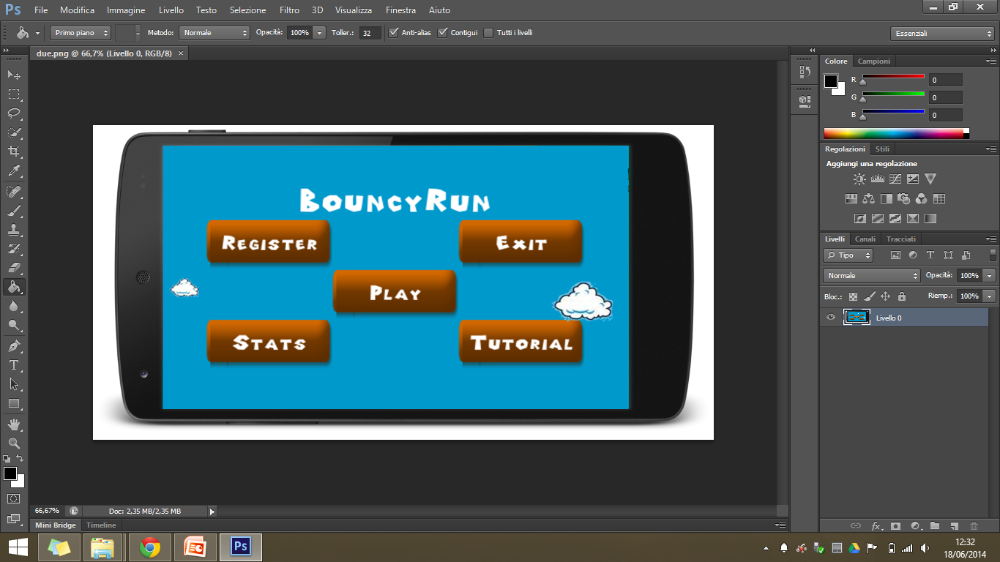 Ps File Modifica Immagine Livello Testo Selezione Filtro 3D Visualizza Finestra Aiuto
Primo piano Metodo: Normale Opacità: 100% Toller.: 32 Anti-alias Contigui Tutti i livelli Essenziali
due.png @ 66,7% (Livello 0, RGB/8) ×
Colore Campioni
R 0
G 0
B 0
Regolazioni Stili
Aggiungi una regolazione
BouncyRun
Register Exit
Play
Stats Tutorial
Livelli Canali Tracciati
Tipo
Normale Opacità: 100%
Bloc.: Riemp.: 100%
Livello 0
66,67% Doc: 2,35 MB/2,35 MB
Mini Bridge Timeline
Ps
12:32
18/06/2014